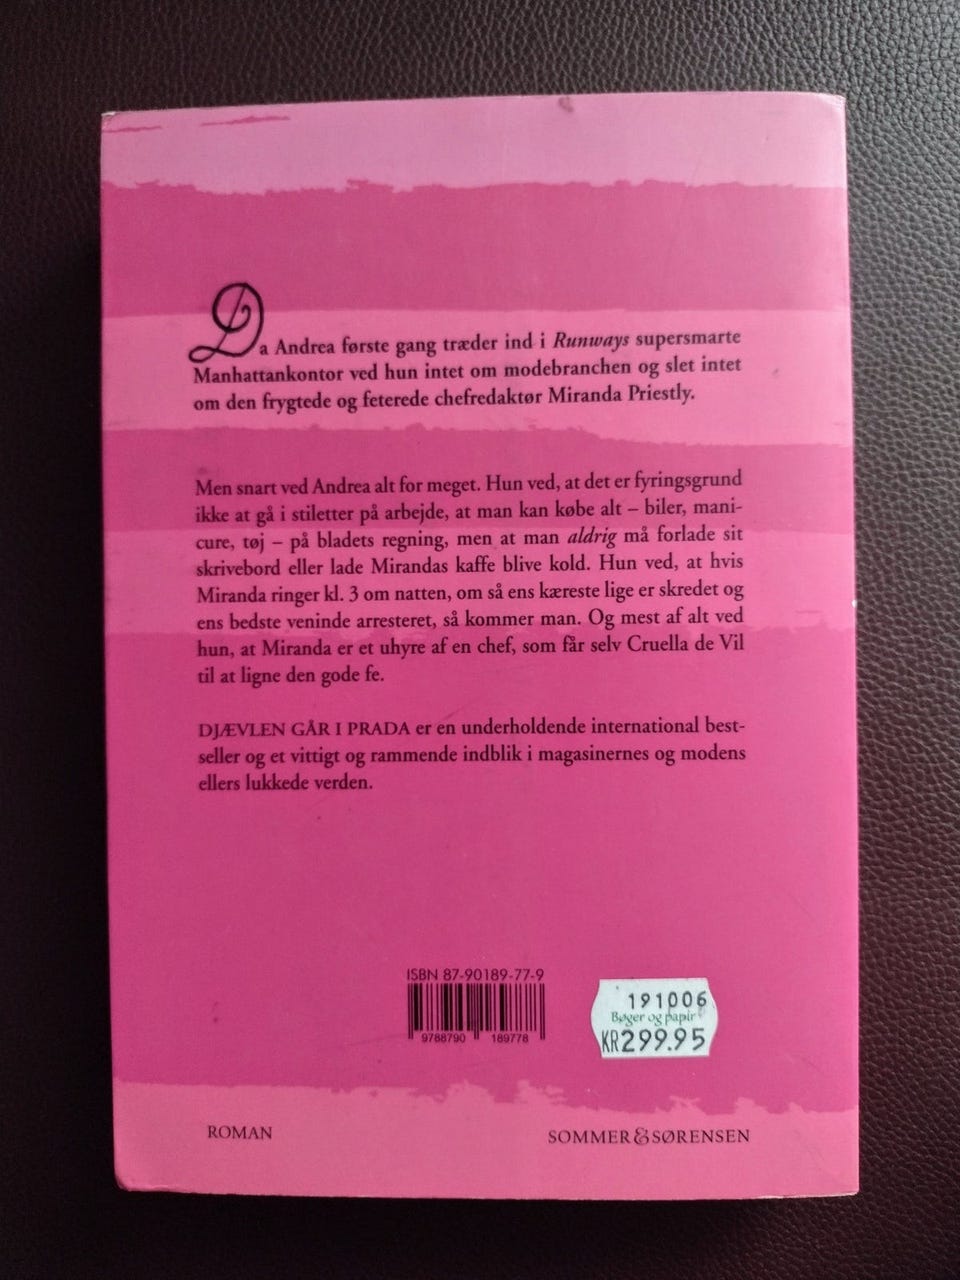 Da Andrea første gang træder ind i Runways supersmarte
Manhattankontor ved hun intet om modebranchen og slet intet
om den frygtede og feterede chefredaktør Miranda Priestly.
Men snart ved Andrea alt for meget. Hun ved, at det er fyringsgrund
ikke at gå i stiletter på arbejde, at man kan købe alt – biler, mani-
cure, tøj – på bladets regning, men at man aldrig må forlade sit
skrivebord eller lade Mirandas kaffe blive kold. Hun ved, at hvis
Miranda ringer kl. 3 om natten, om så ens kæreste lige er skredet og
ens bedste veninde arresteret, så kommer man. Og mest af alt ved
hun, at Miranda er et uhyre af en chef, som får selv Cruella de Vil
til at ligne den gode fe.
DJÆVLEN GÅR I PRADA er en underholdende international best-
seller og et vittigt og rammende indblik i magasinernes og modens
ellers lukkede verden.
ISBN 87-90189-77-9
9788790 189778
191006
Bøger og papir
KR299.95
ROMAN
SOMMER&SØRENSEN